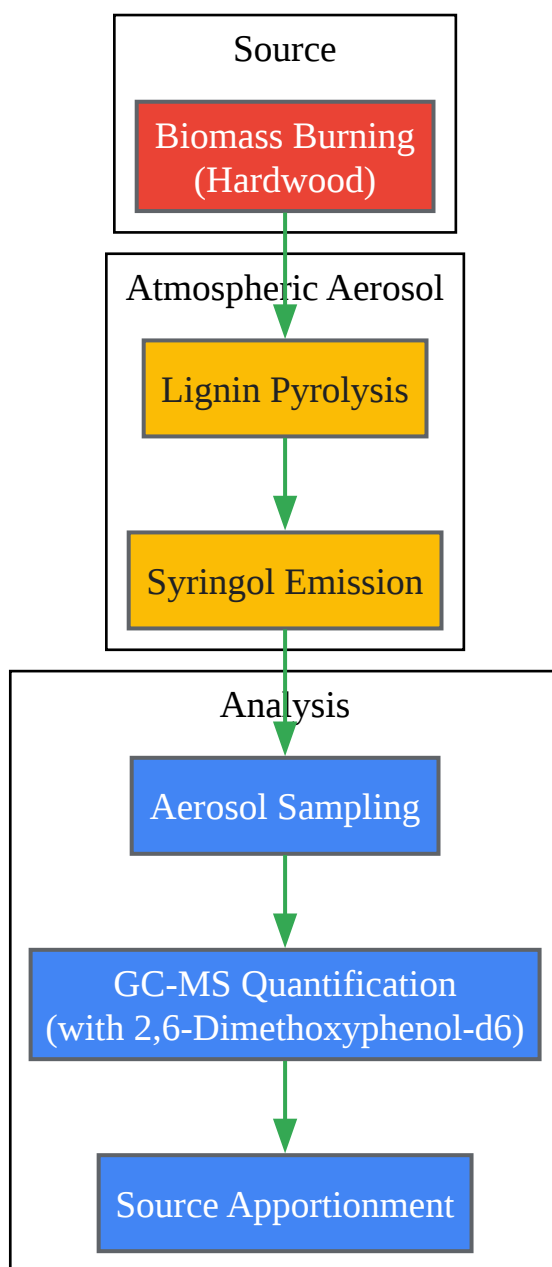 Source
Biomass Burning
(Hardwood)
Atmospheric Aerosol
Lignin Pyrolysis
Syringol Emission
Analysis
Aerosol Sampling
GC-MS Quantification
(with 2,6-Dimethoxyphenol-d6)
Source Apportionment